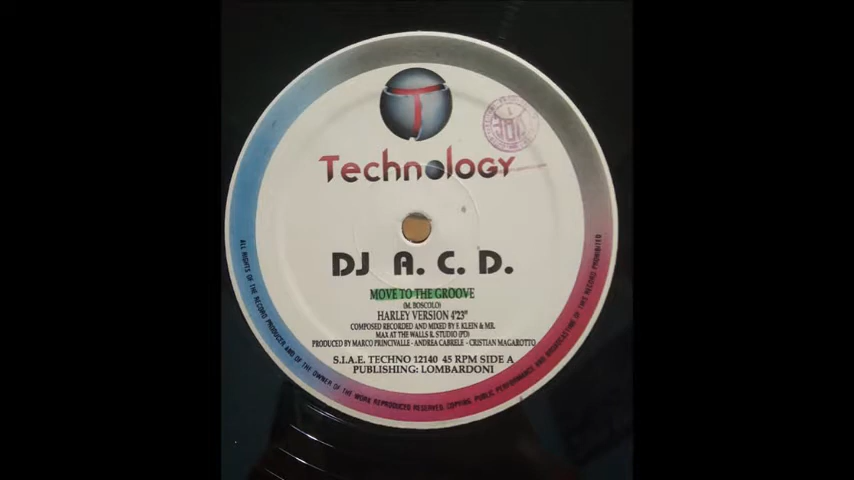 T
Technology
DJ A. C. D.
MOVE TO THE GROOVE
(M. BOSCOLO)
HARLEY VERSION 4'23"
COMPOSED RECORDED AND MIXED BY F. KLEIN & MR.
MAX AT THE WALLS R. STUDIO (PD)
PRODUCED BY MARCO PRINCIVALLE - ANDREA CABRELE - CRISTIAN MAGAROTTO
S.I.A.E. TECHNO 12140 45 RPM SIDE A
PUBLISHING: LOMBARDONI
ALL RIGHTS OF THE RECORD PRODUCER AND OF THE OWNER OF THE WORK REPRODUCED RESERVED. COPYING, PUBLIC PERFORMANCE AND BROADCASTING OF THIS RECORD PROHIBITED